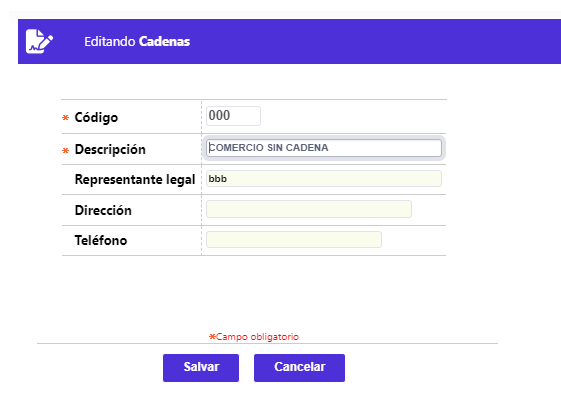 Editando Cadenas
* Código 000
* Descripción COMERCIO SIN CADENA
Representante legal bbb
Dirección
Teléfono
*Campo obligatorio
Salvar Cancelar